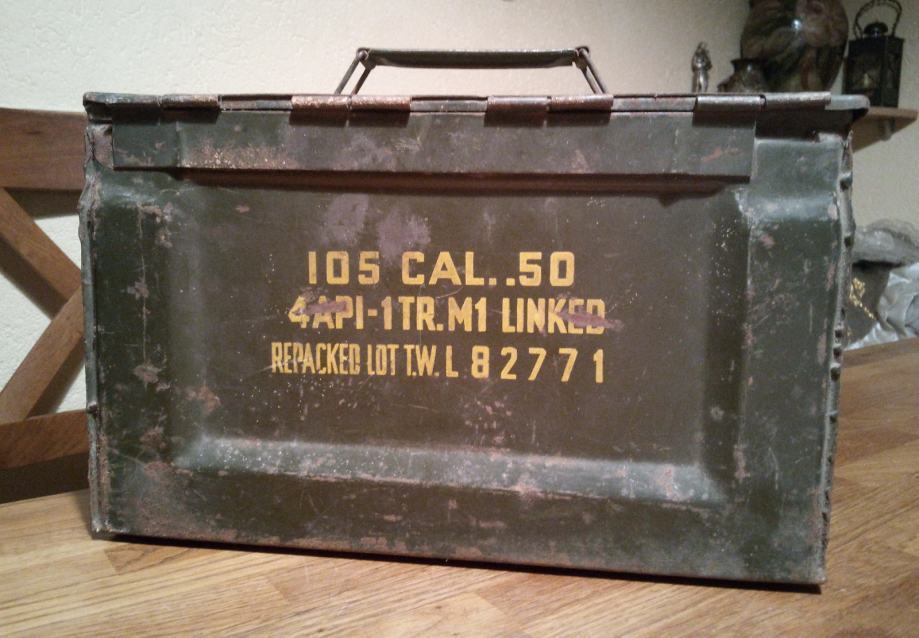 105 CAL..50
4API-1TR.M1 LINKED
REPACKED LOT T.W.L 82771